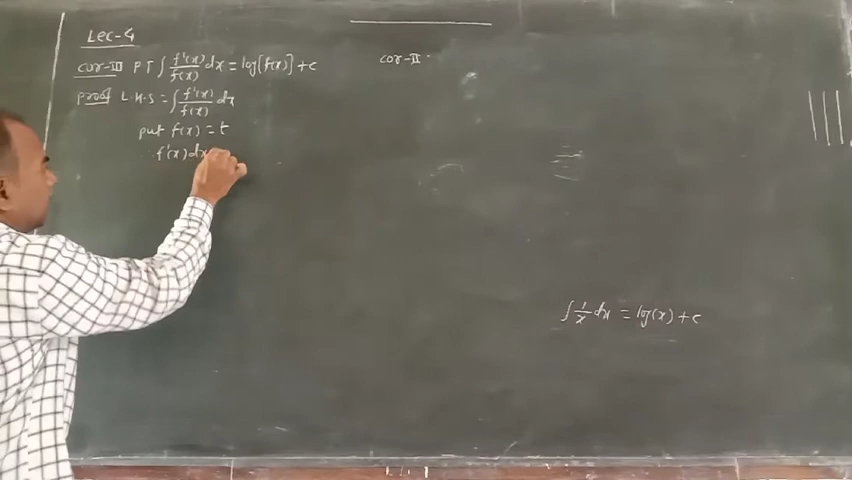 Lec-4
cor-III P T ∫ f'(x)/f(x) dx = log[f(x)] + c
Proof L.H.S = ∫ f'(x)/f(x) dx
put f(x) = t
f'(x) dx
cor-II
∫ 1/x dx = log(x) + c